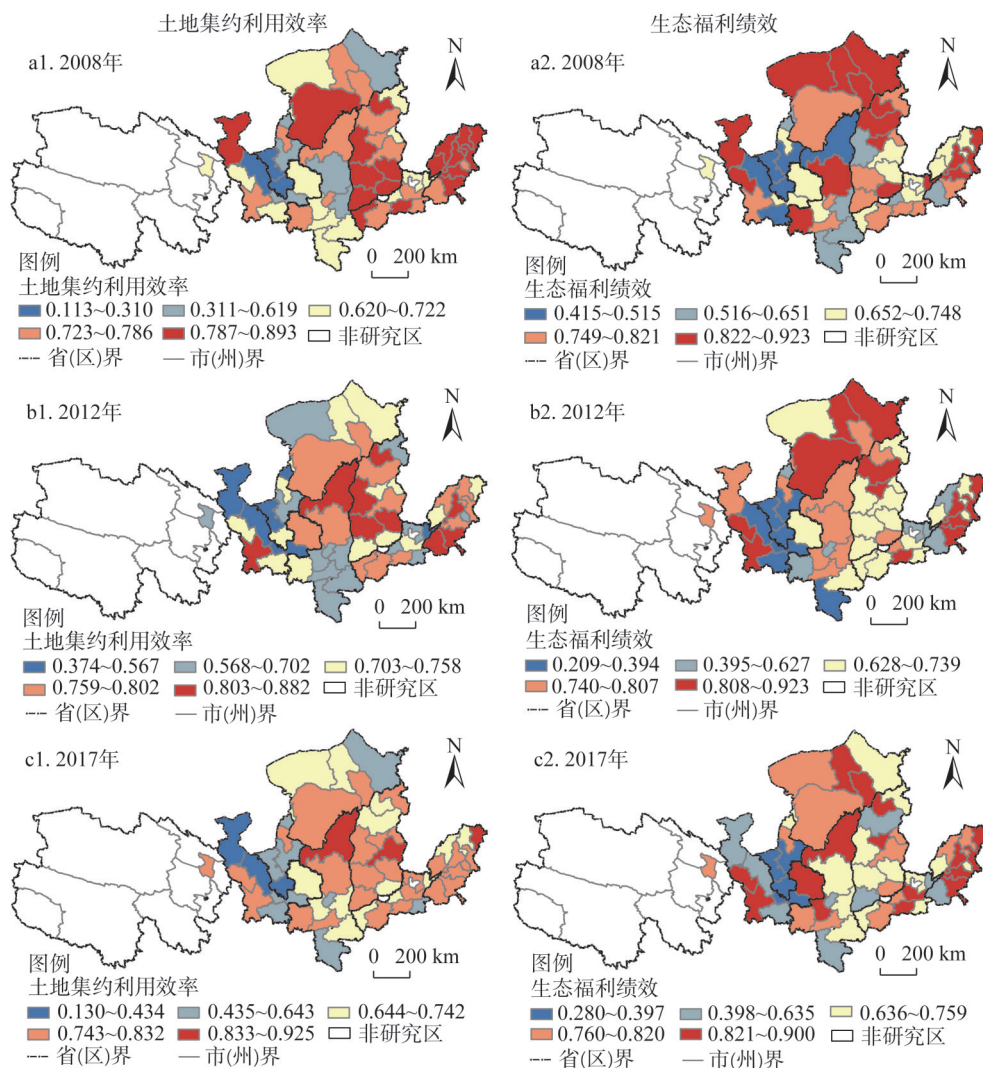 土地集约利用效率
生态福利绩效
a1. 2008年
N
0 200 km
图例
土地集约利用效率
0.113~0.310 0.311~0.619 0.620~0.722
0.723~0.786 0.787~0.893 非研究区
省(区)界 市(州)界
a2. 2008年
N
0 200 km
图例
生态福利绩效
0.415~0.515 0.516~0.651 0.652~0.748
0.749~0.821 0.822~0.923 非研究区
省(区)界 市(州)界
b1. 2012年
N
0 200 km
图例
土地集约利用效率
0.374~0.567 0.568~0.702 0.703~0.758
0.759~0.802 0.803~0.882 非研究区
省(区)界 市(州)界
b2. 2012年
N
0 200 km
图例
生态福利绩效
0.209~0.394 0.395~0.627 0.628~0.739
0.740~0.807 0.808~0.923 非研究区
省(区)界 市(州)界
c1. 2017年
N
0 200 km
图例
土地集约利用效率
0.130~0.434 0.435~0.643 0.644~0.742
0.743~0.832 0.833~0.925 非研究区
省(区)界 市(州)界
c2. 2017年
N
0 200 km
图例
生态福利绩效
0.280~0.397 0.398~0.635 0.636~0.759
0.760~0.820 0.821~0.900 非研究区
省(区)界 市(州)界